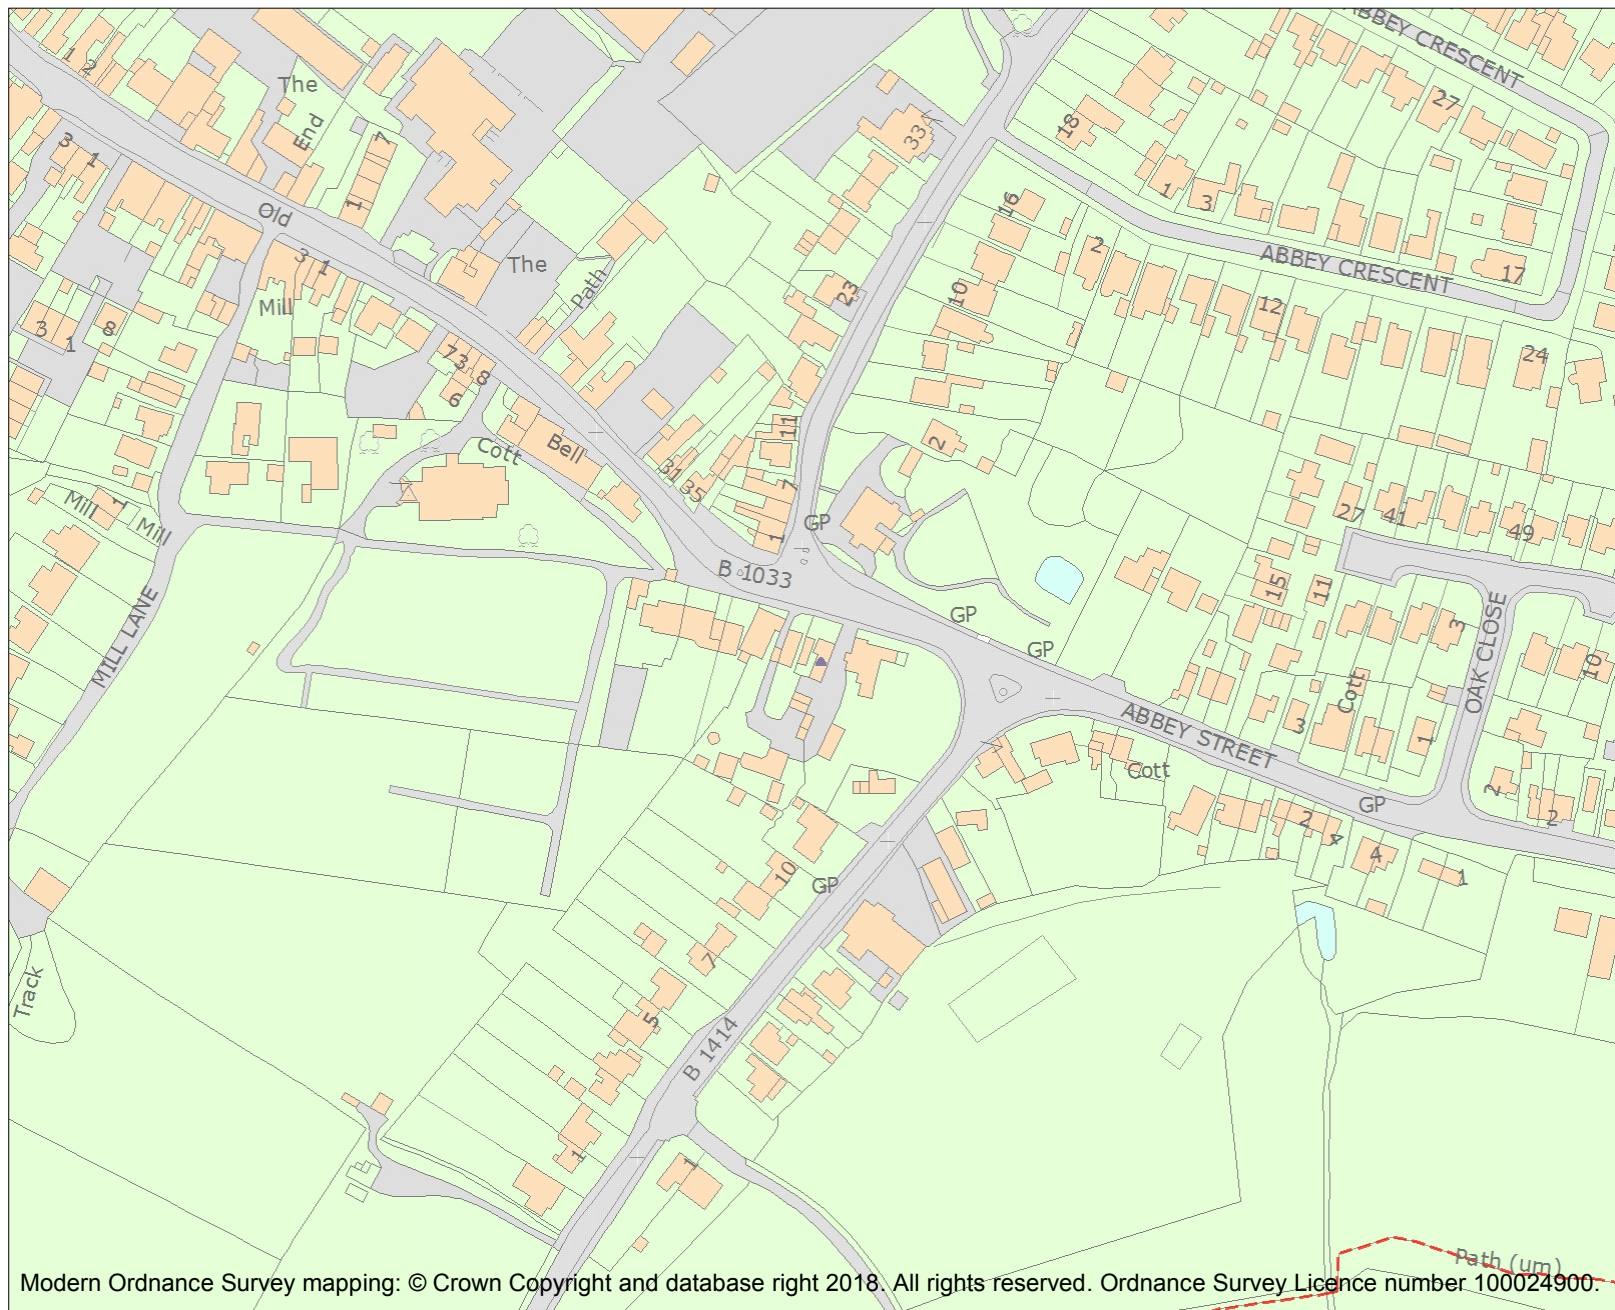 ABBEY CRESCENT
1
2
The
27
End
7
18
33
3
1
1
1
3
16
Old
2
3
1
The
ABBEY CRESCENT
17
Path
10
23
Mill
12
3
1
8
73
8
24
6
11
2
Cott
Bell
31
35
7
27
41
49
Mill
1
Mill
GP
1
B 1033
15
11
MILL LANE
GP
GP
3
OAK CLOSE
10
Cott
ABBEY STREET
3
1
Cott
2
GP
2
4
2
4
1
10
GP
7
Track
5
B 1414
1
1
Path (um)
Modern Ordnance Survey mapping: © Crown Copyright and database right 2018. All rights reserved. Ordnance Survey Licence number 100024900.